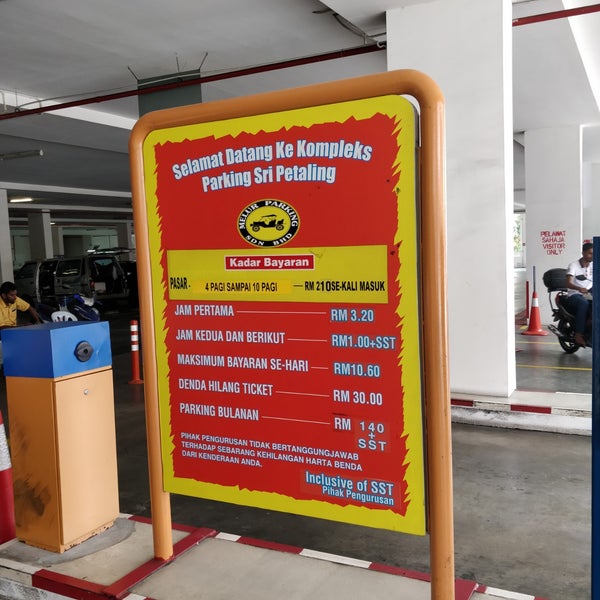 Selamat Datang Ke Kompleks
Parking Sri Petaling
MELUR PARKING
SDN BHD
Kadar Bayaran
PASAR - 4 PAGI SAMPAI 10 PAGI — RM 2.10 SE-KALI MASUK
JAM PERTAMA — RM 3.20
JAM KEDUA DAN BERIKUT — RM1.00+SST
MAKSIMUM BAYARAN SE-HARI — RM10.60
DENDA HILANG TICKET — RM 30.00
PARKING BULANAN — RM 140
+
SST
PIHAK PENGURUSAN TIDAK BERTANGGUNGJAWAB
TERHADAP SEBARANG KEHILANGAN HARTA BENDA
DARI KENDERAAN ANDA.
Inclusive of SST
Pihak Pengurusan
PELAWAT
SAHAJA
VISITOR
ONLY